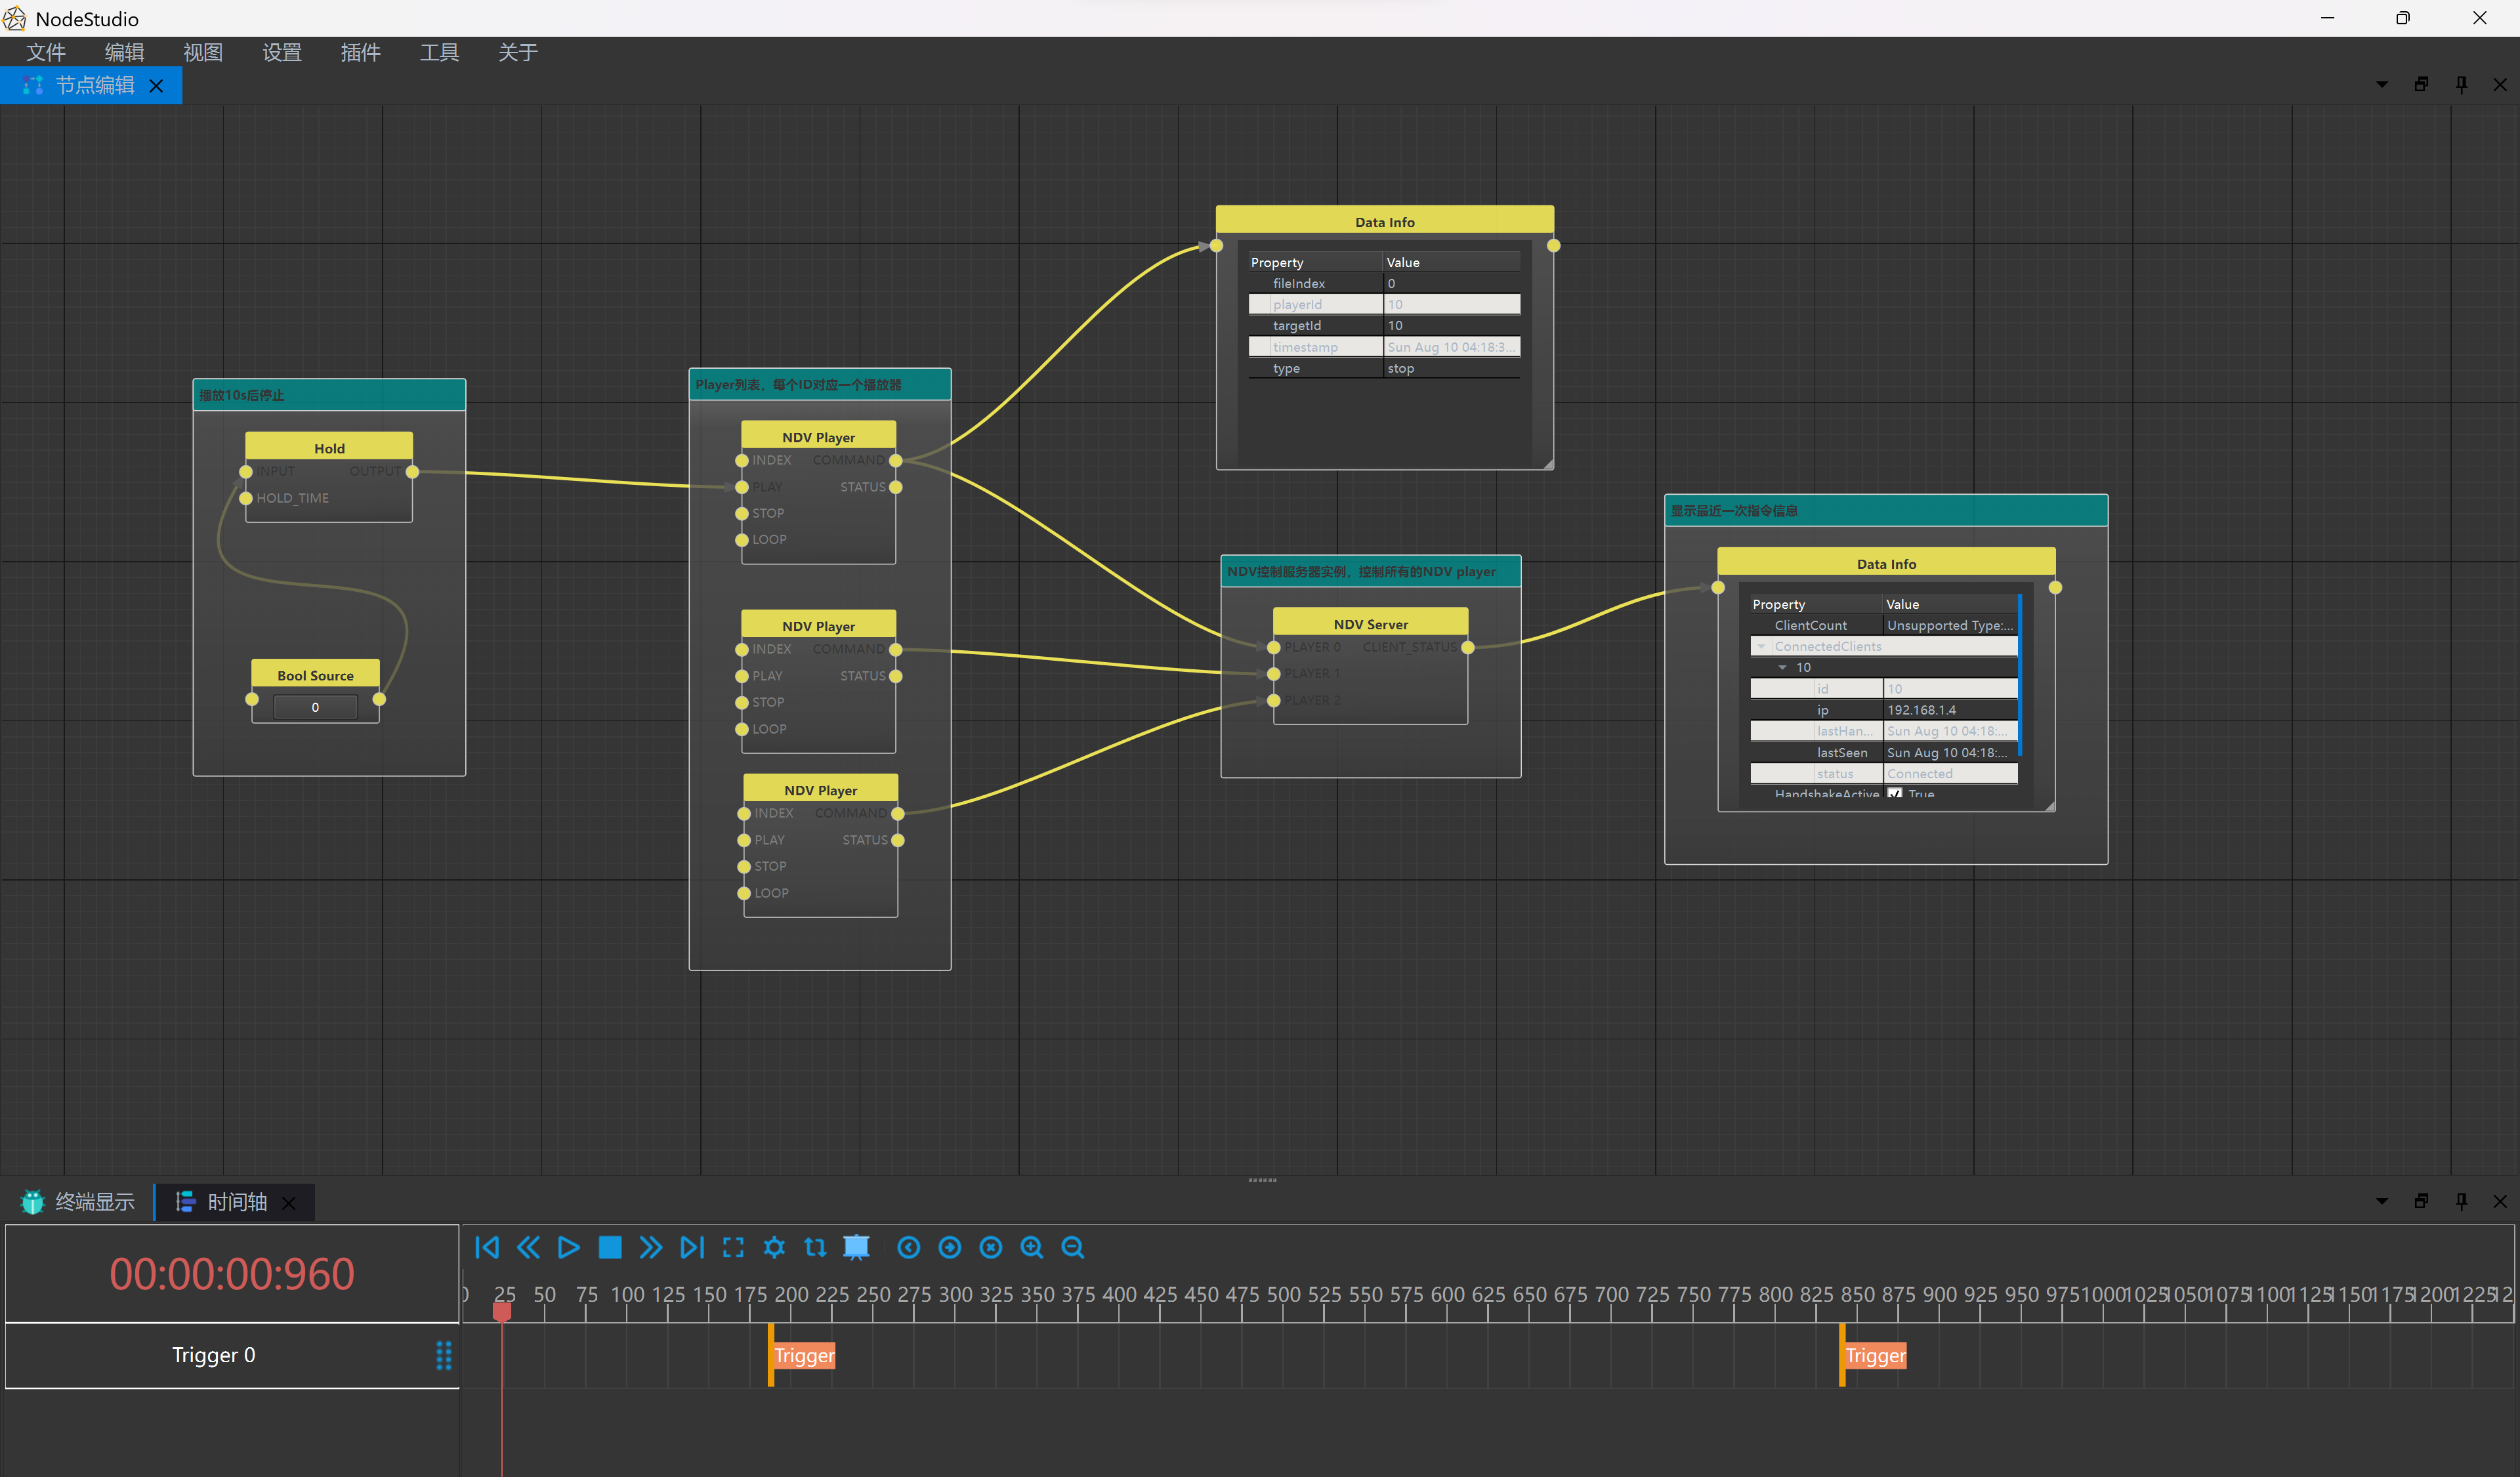 NodeStudio
文件 编辑 视图 设置 插件 工具 关于
节点编辑
Data Info
Property Value
fileIndex 0
playerId 10
targetId 10
timestamp Sun Aug 10 04:18:3...
type stop
播放10s后停止
Hold
INPUT OUTPUT
HOLD_TIME
Bool Source
0
Player列表，每个ID对应一个播放器
NDV Player
INDEX COMMAND
PLAY STATUS
STOP
LOOP
NDV Player
INDEX COMMAND
PLAY STATUS
STOP
LOOP
NDV Player
INDEX COMMAND
PLAY STATUS
STOP
LOOP
NDV控制服务器实例，控制所有的NDV player
NDV Server
PLAYER 0 CLIENT_STATUS
PLAYER 1
PLAYER 2
显示最近一次指令信息
Data Info
Property Value
ClientCount Unsupported Type:...
ConnectedClients
10
id 10
ip 192.168.1.4
lastHan... Sun Aug 10 04:18:...
lastSeen Sun Aug 10 04:18:...
status Connected
HandshakeActive True
终端显示 时间轴
00:00:00:960
0 25 50 75 100 125 150 175 200 225 250 275 300 325 350 375 400 425 450 475 500 525 550 575 600 625 650 675 700 725 750 775 800 825 850 875 900 925 950 975 1000 1025 1050 1075 1100 1125 1150 1175 1200 1225 12
Trigger 0 Trigger Trigger